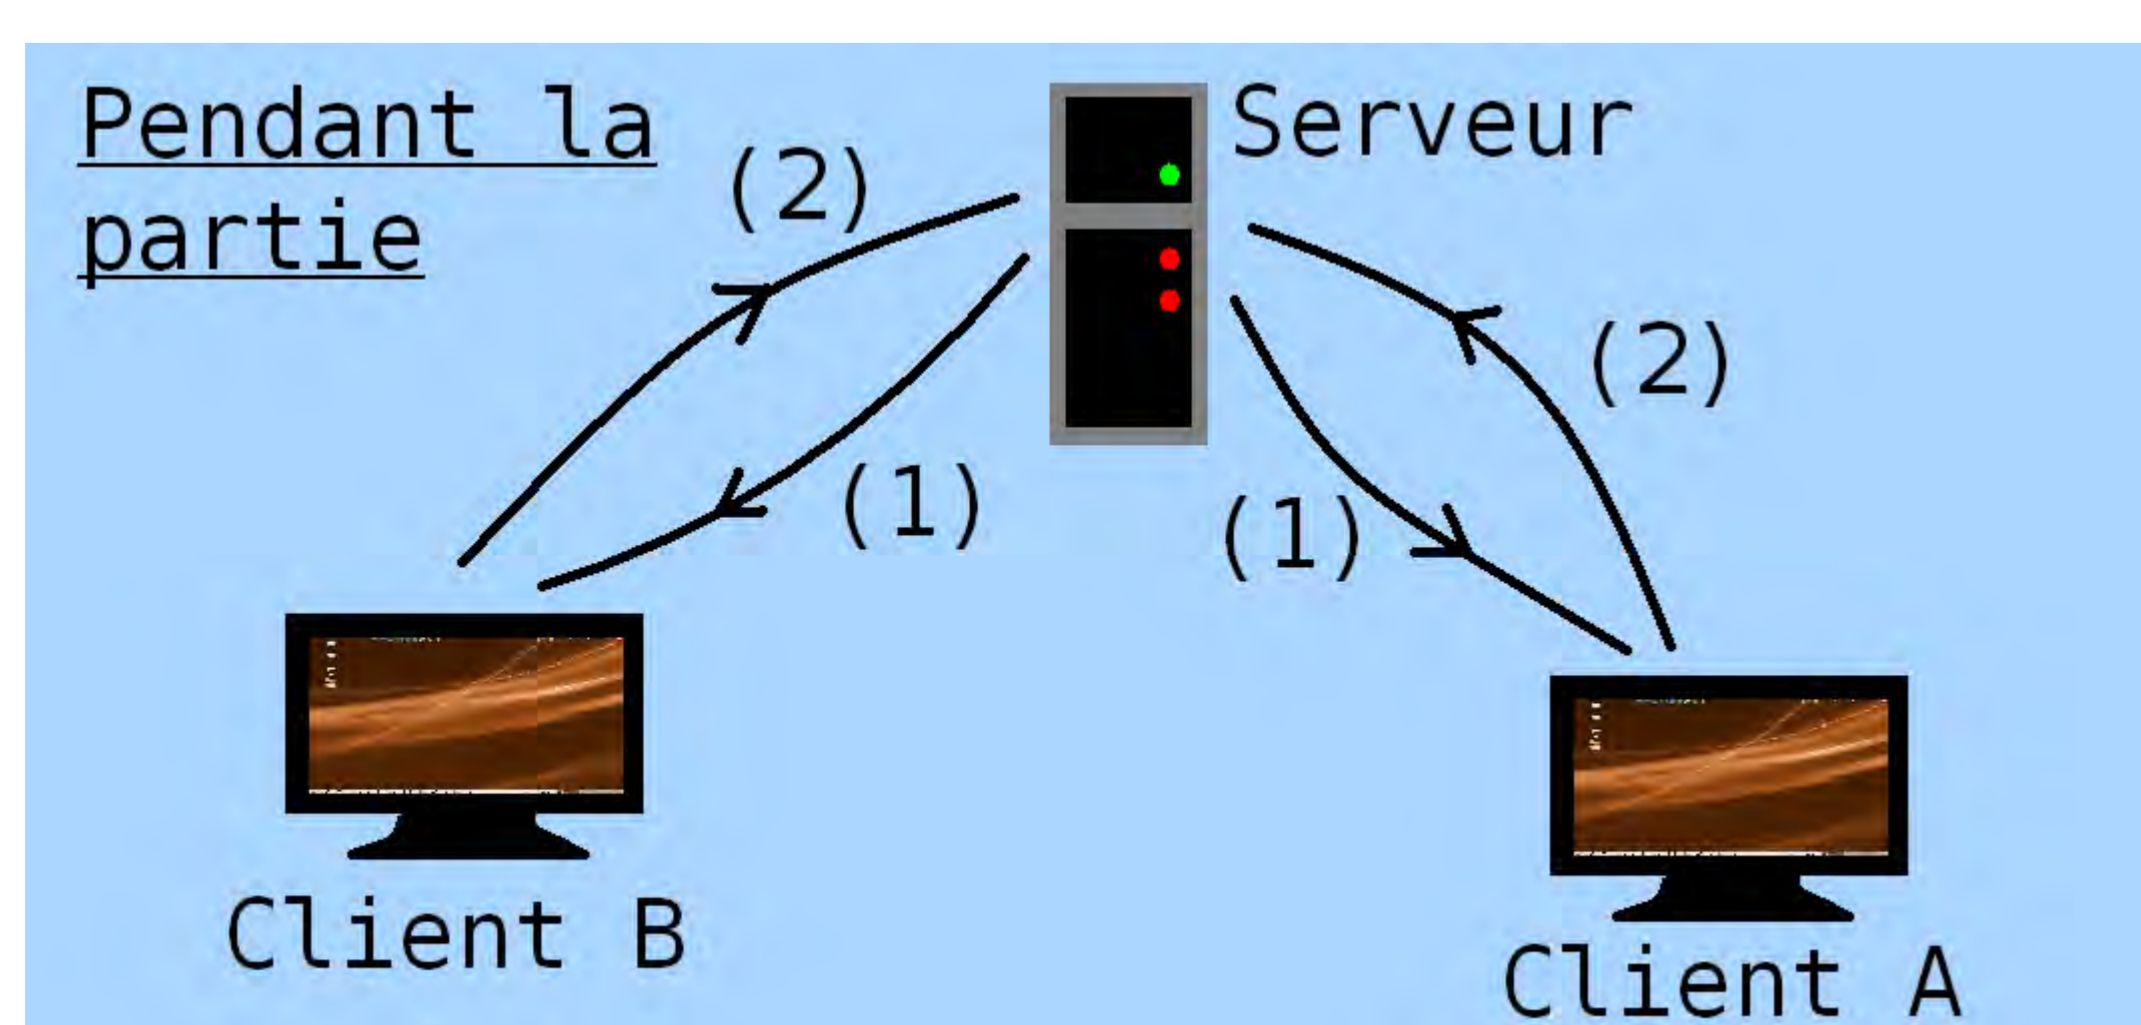 Pendant la
partie
Serveur
(2)
(2)
(1)
(1)
Client B
Client A